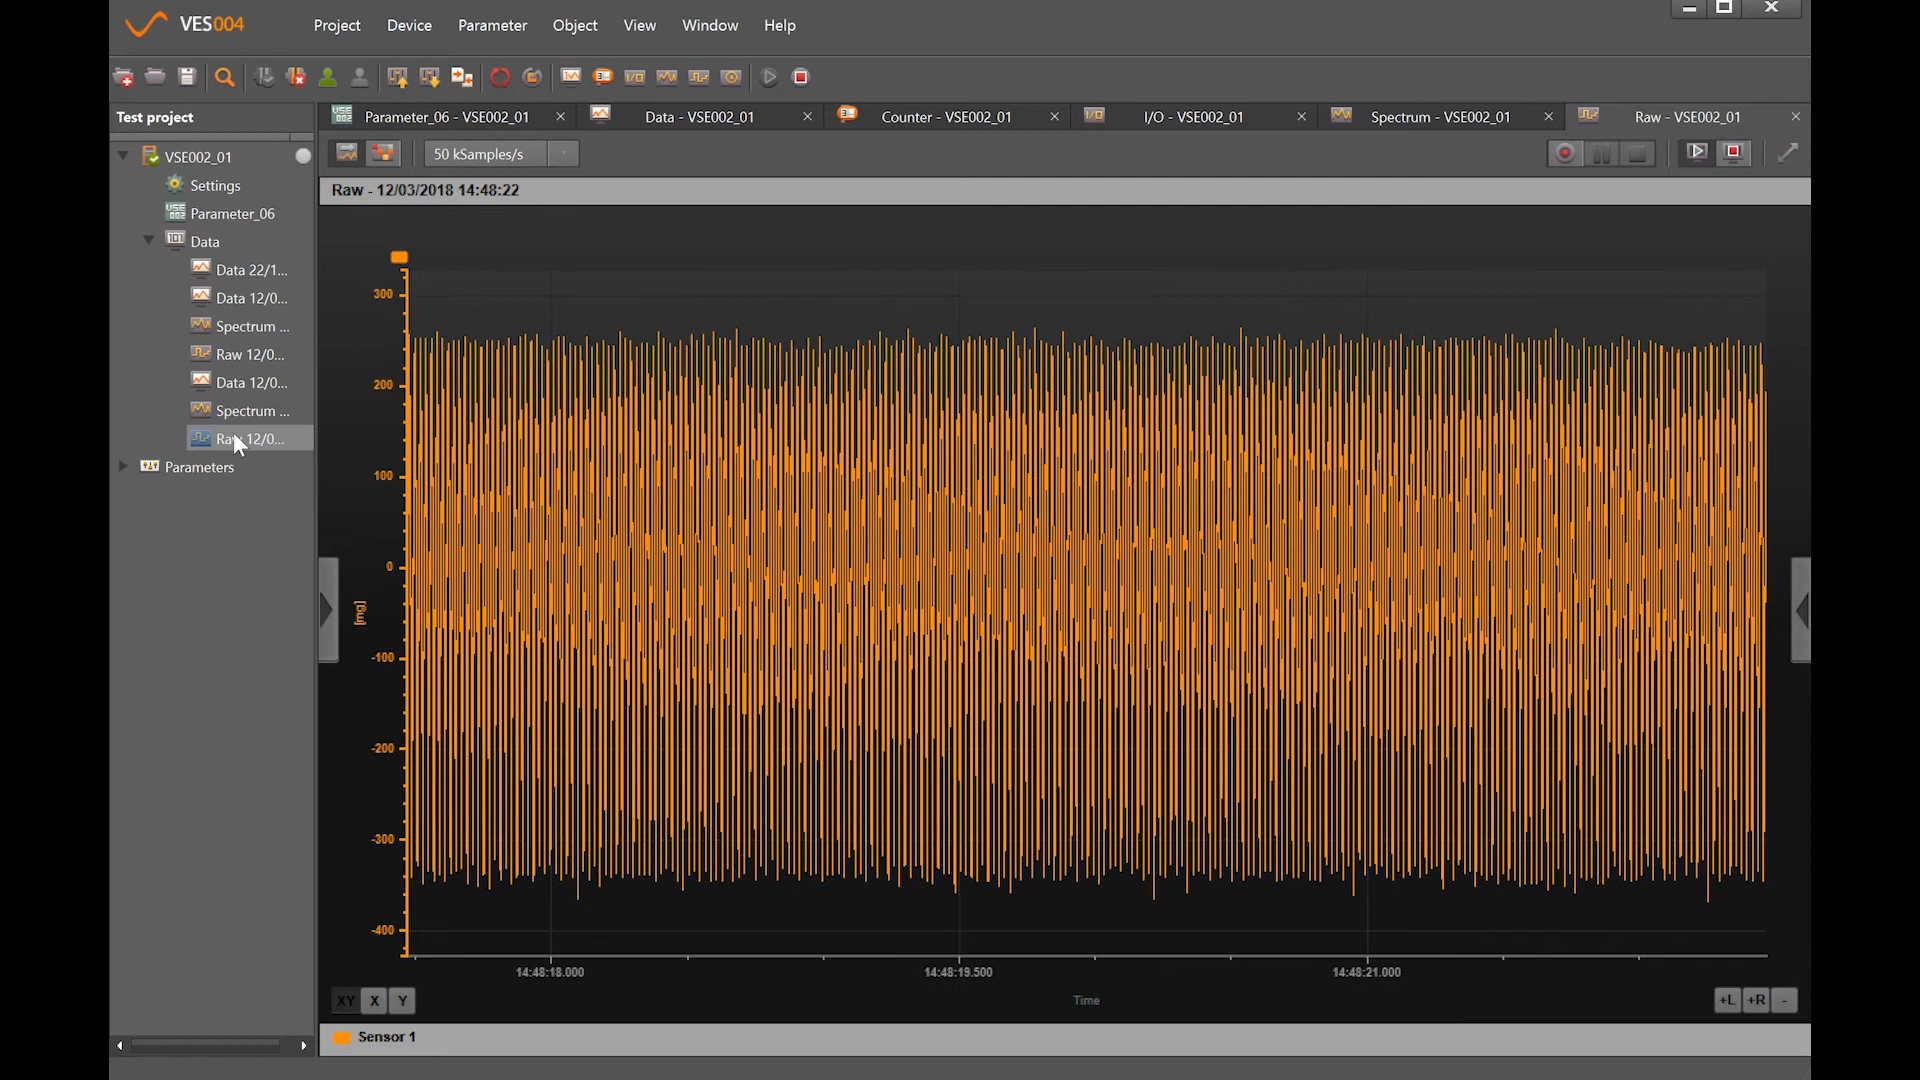 VES004
Project Device Parameter Object View Window Help
Test project
Parameter_06 - VSE002_01
Data - VSE002_01
Counter - VSE002_01
I/O - VSE002_01
Spectrum - VSE002_01
Raw - VSE002_01
50 kSamples/s
Raw - 12/03/2018 14:48:22
VSE002_01
Settings
Parameter_06
Data
Data 22/1...
Data 12/0...
Spectrum ...
Raw 12/0...
Data 12/0...
Spectrum ...
Raw 12/0...
Parameters
300
200
100
0
-100
-200
-300
-400
[mg]
14:48:18.000 14:48:19.500 14:48:21.000
Time
XY X Y
+L +R -
Sensor 1